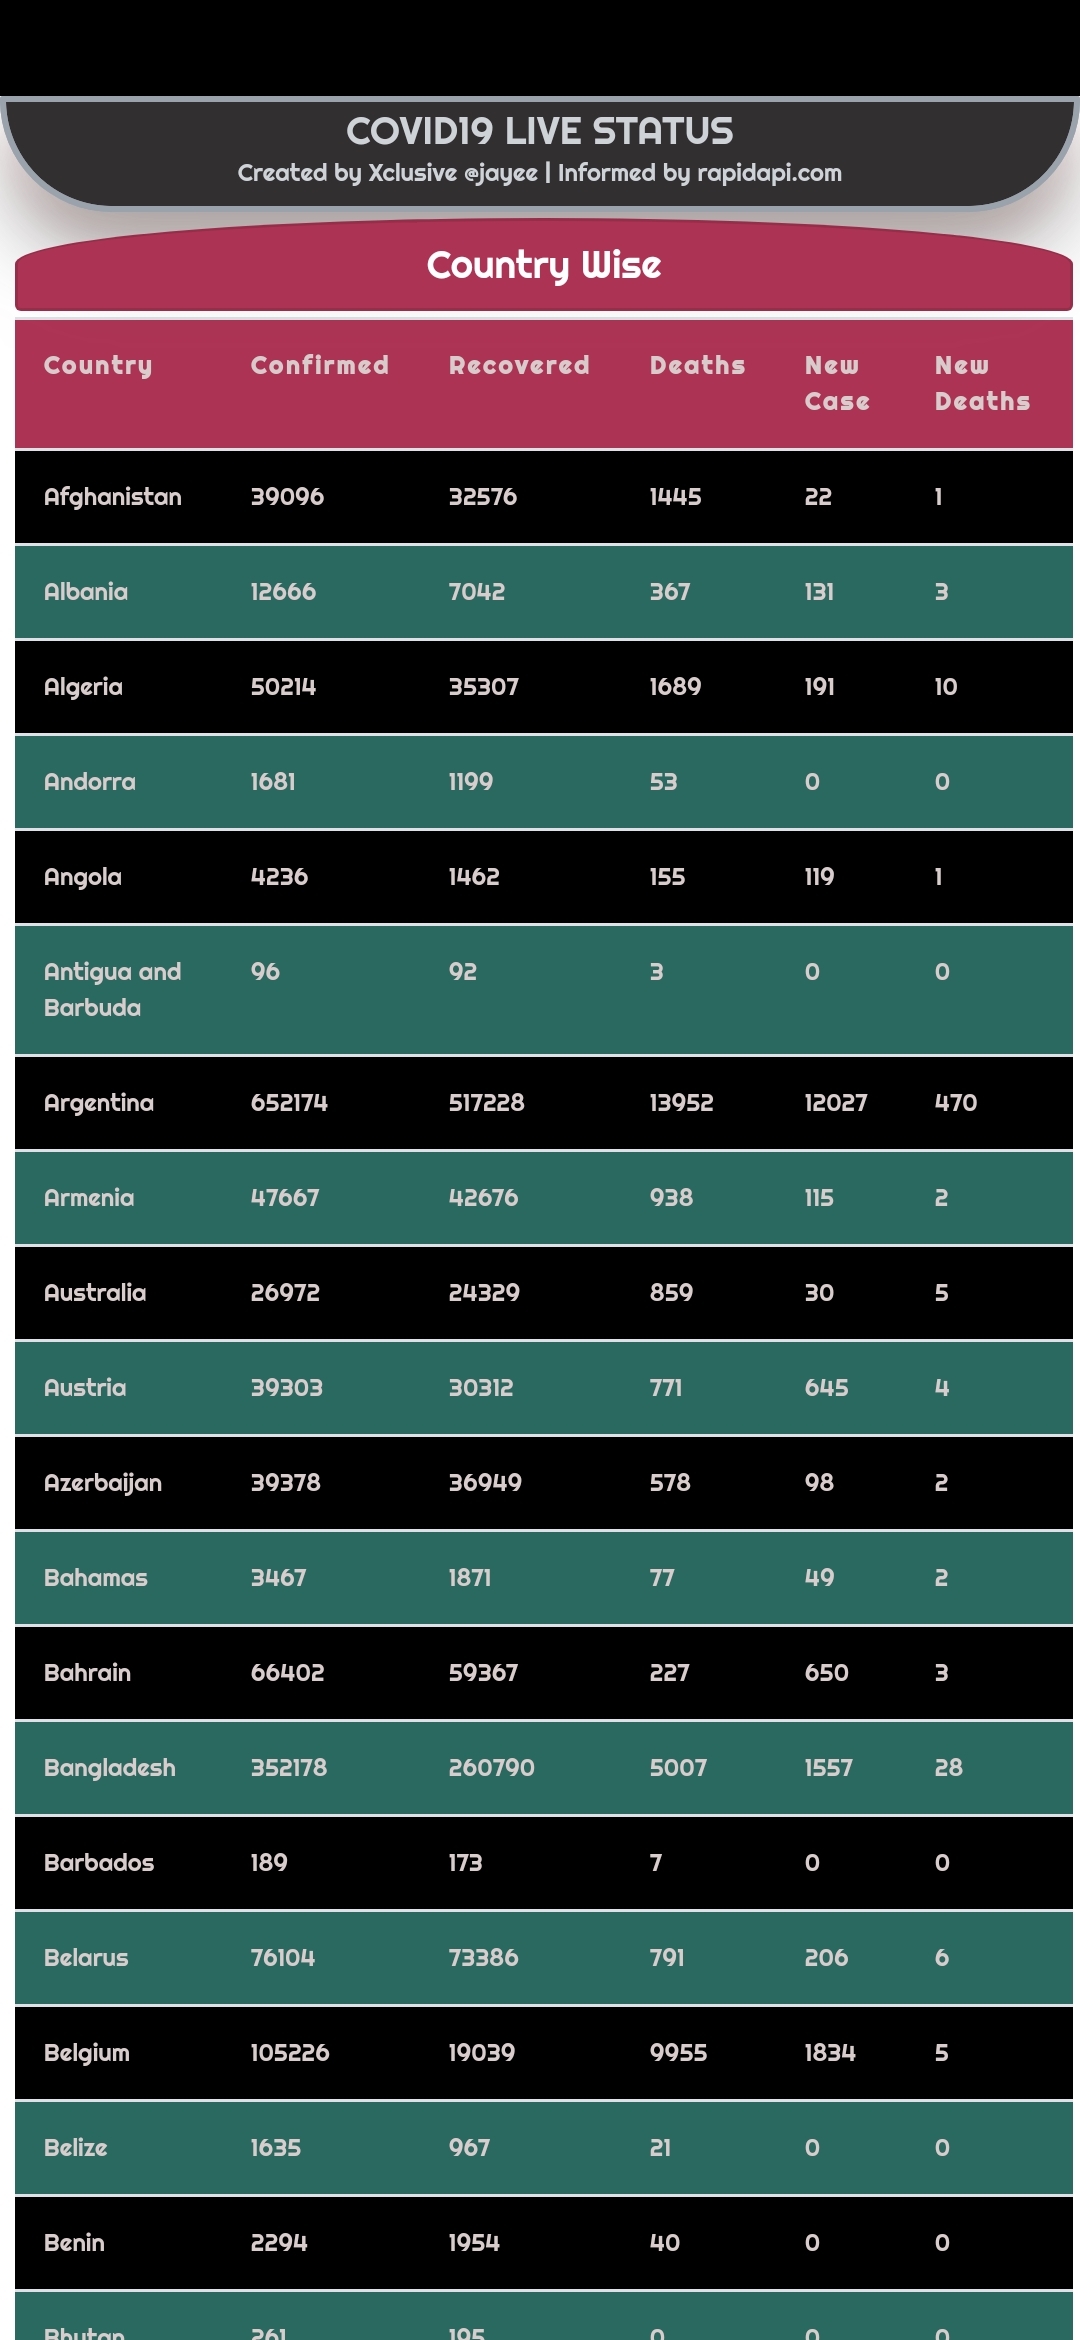 COVID19 LIVE STATUS
Created by Xclusive @jayee | Informed by rapidapi.com
Country Wise
Country Confirmed Recovered Deaths New Case New Deaths
Afghanistan 39096 32576 1445 22 1
Albania 12666 7042 367 131 3
Algeria 50214 35307 1689 191 10
Andorra 1681 1199 53 0 0
Angola 4236 1462 155 119 1
Antigua and Barbuda 96 92 3 0 0
Argentina 652174 517228 13952 12027 470
Armenia 47667 42676 938 115 2
Australia 26972 24329 859 30 5
Austria 39303 30312 771 645 4
Azerbaijan 39378 36949 578 98 2
Bahamas 3467 1871 77 49 2
Bahrain 66402 59367 227 650 3
Bangladesh 352178 260790 5007 1557 28
Barbados 189 173 7 0 0
Belarus 76104 73386 791 206 6
Belgium 105226 19039 9955 1834 5
Belize 1635 967 21 0 0
Benin 2294 1954 40 0 0
Bhutan 261 195 0 0 0